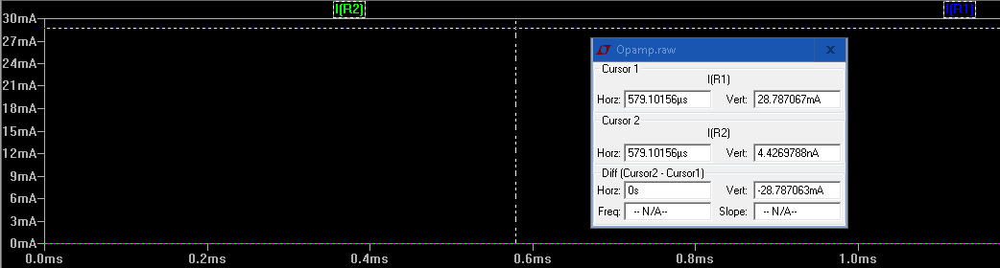 I(R2) I(R1)
30mA
27mA
24mA
21mA
18mA
15mA
12mA
9mA
6mA
3mA
0mA
0.0ms 0.2ms 0.4ms 0.6ms 0.8ms 1.0ms
Opamp.raw x
Cursor 1
I(R1)
Horz: 579.10156µs Vert: 28.787067mA
Cursor 2
I(R2)
Horz: 579.10156µs Vert: 4.4269788nA
Diff (Cursor2 - Cursor1)
Horz: 0s Vert: -28.787063mA
Freq: -- N/A-- Slope: -- N/A--